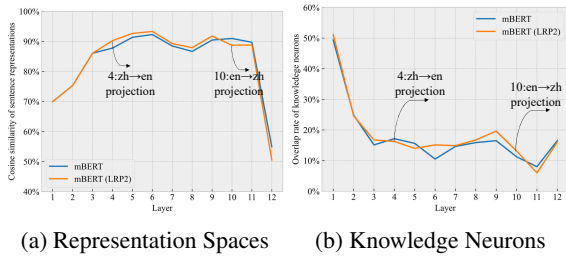 100%
90%
80%
70%
60%
50%
40%
Cosine similarity of sentence representations
4:zh→en
projection
10:en→zh
projection
mBERT
mBERT (LRP2)
1 2 3 4 5 6 7 8 9 10 11 12
Layer
(a) Representation Spaces
60%
50%
40%
30%
20%
10%
0%
Overlap rate of knowledge neurons
mBERT
mBERT (LRP2)
4:zh→en
projection
10:en→zh
projection
1 2 3 4 5 6 7 8 9 10 11 12
Layer
(b) Knowledge Neurons